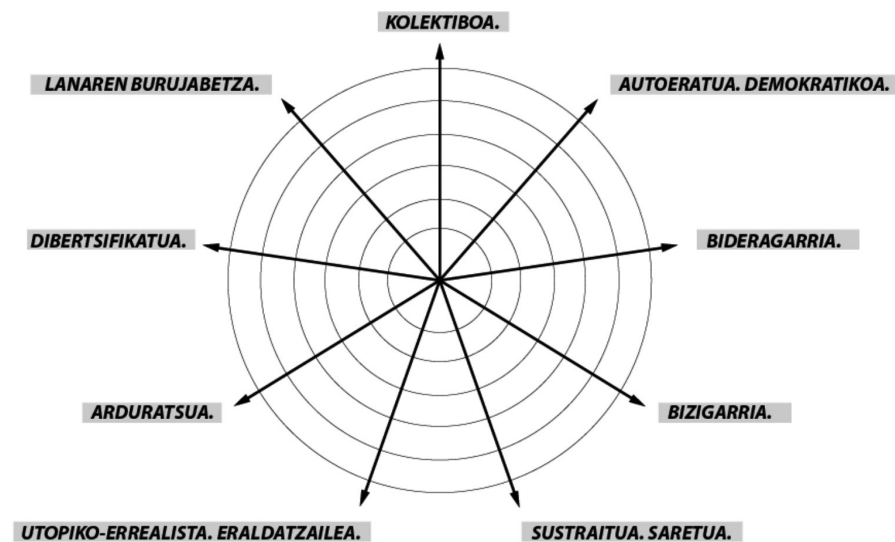 KOLEKTIBOA.
LANAREN BURUJABETZA.
AUTOERATUA. DEMOKRATIKOA.
DIBERTSIFIKATUA.
BIDERAGARRIA.
ARDURATSUA.
BIZIGARRIA.
UTOPIKO-ERREALISTA. ERALDATZAILEA.
SUSTRAITUA. SARETUA.